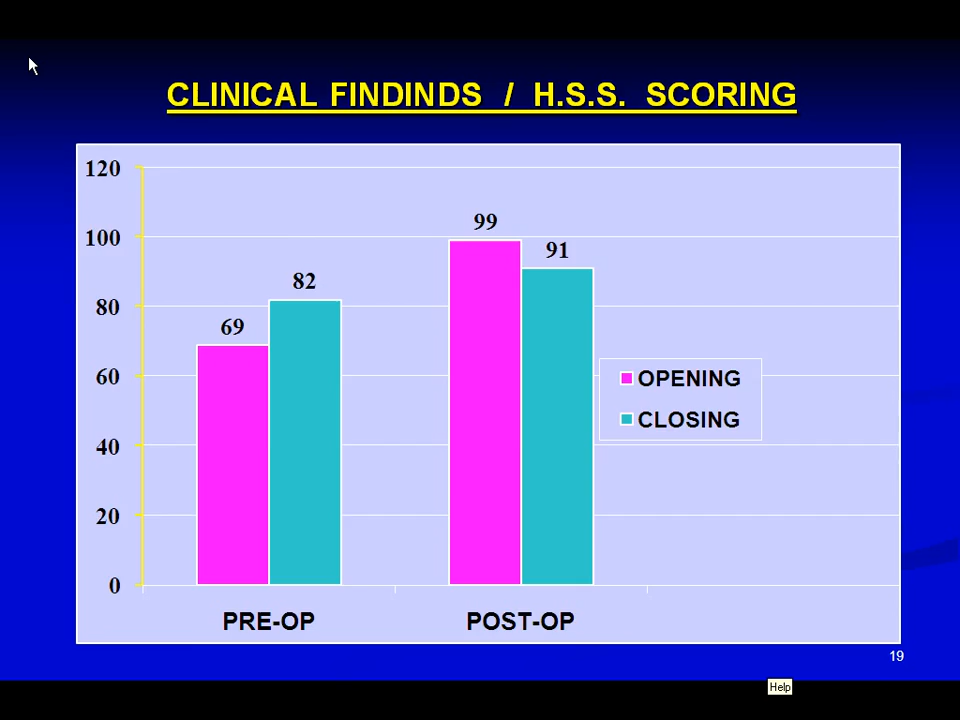 CLINICAL FINDINDS / H.S.S. SCORING
120
100
80
60
40
20
0
69
82
99
91
OPENING
CLOSING
PRE-OP
POST-OP
19
Help